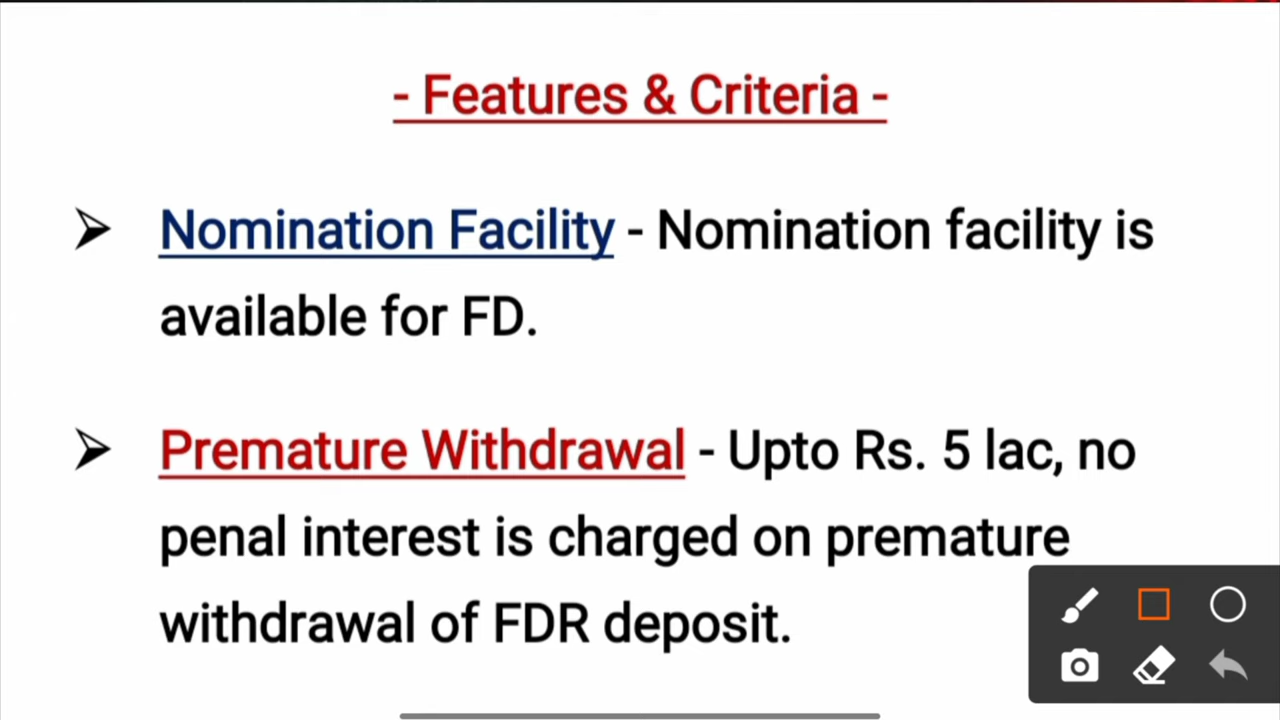 - Features & Criteria -
➢ Nomination Facility - Nomination facility is
available for FD.
➢ Premature Withdrawal - Upto Rs. 5 lac, no
penal interest is charged on premature
withdrawal of FDR deposit.